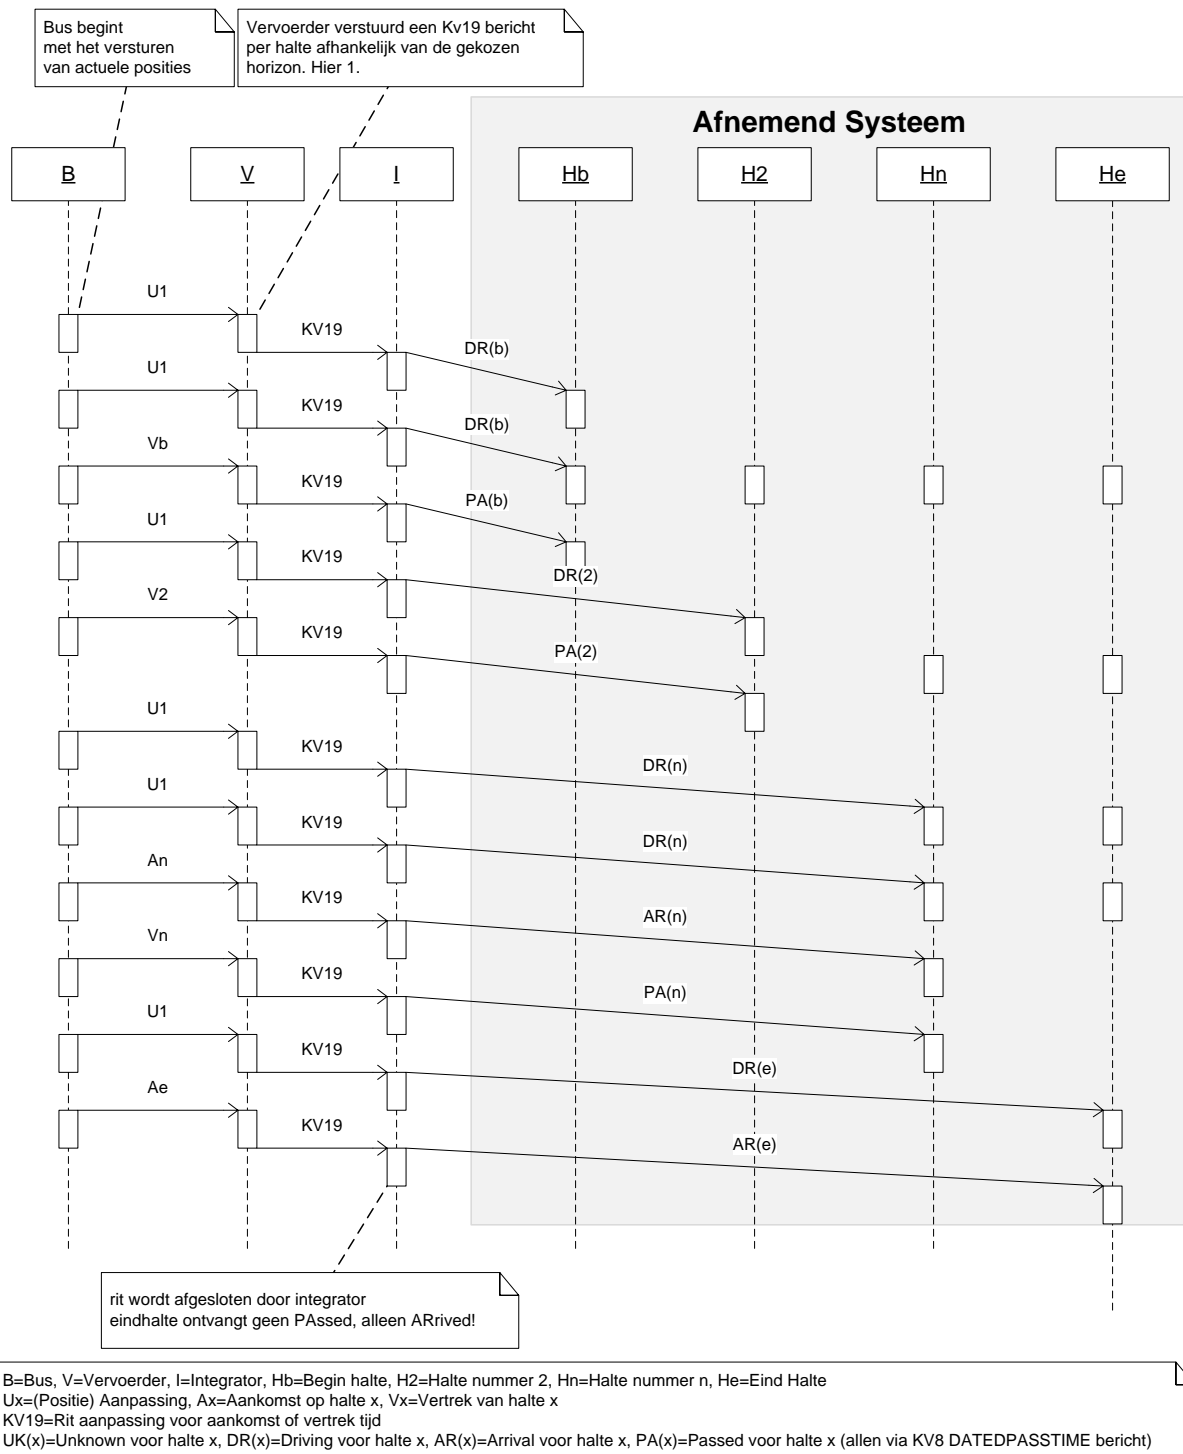 Bus begint
met het versturen
van actuele posities
Vervoerder verstuurd een Kv19 bericht
per halte afhankelijk van de gekozen
horizon. Hier 1.
Afnemend Systeem
B
V
I
Hb
H2
Hn
He
U1
KV19
DR(b)
U1
KV19
DR(b)
Vb
KV19
PA(b)
U1
KV19
DR(2)
V2
KV19
PA(2)
U1
KV19
DR(n)
U1
KV19
DR(n)
An
KV19
AR(n)
Vn
KV19
PA(n)
U1
KV19
DR(e)
Ae
KV19
AR(e)
rit wordt afgesloten door integrator
eindhalte ontvangt geen PAssed, alleen ARrived!
B=Bus, V=Vervoerder, I=Integrator, Hb=Begin halte, H2=Halte nummer 2, Hn=Halte nummer n, He=Eind Halte
Ux=(Positie) Aanpassing, Ax=Aankomst op halte x, Vx=Vertrek van halte x
KV19=Rit aanpassing voor aankomst of vertrek tijd
UK(x)=Unknown voor halte x, DR(x)=Driving voor halte x, AR(x)=Arrival voor halte x, PA(x)=Passed voor halte x (allen via KV8 DATEDPASSTIME bericht)